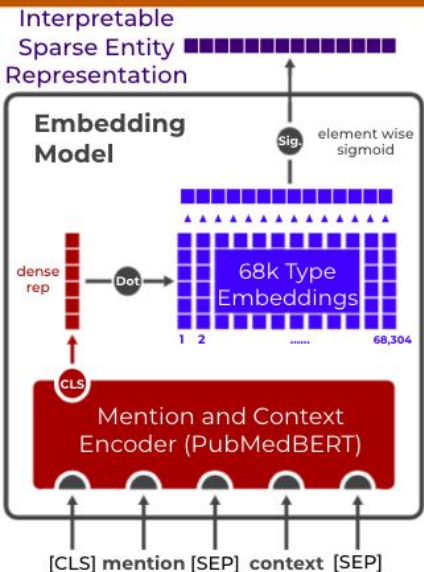 Interpretable
Sparse Entity
Representation
Embedding
Model
Sig.
element wise
sigmoid
dense
rep
Dot
68k Type
Embeddings
1 2 ...... 68,304
CLS
Mention and Context
Encoder (PubMedBERT)
[CLS] mention [SEP] context [SEP]